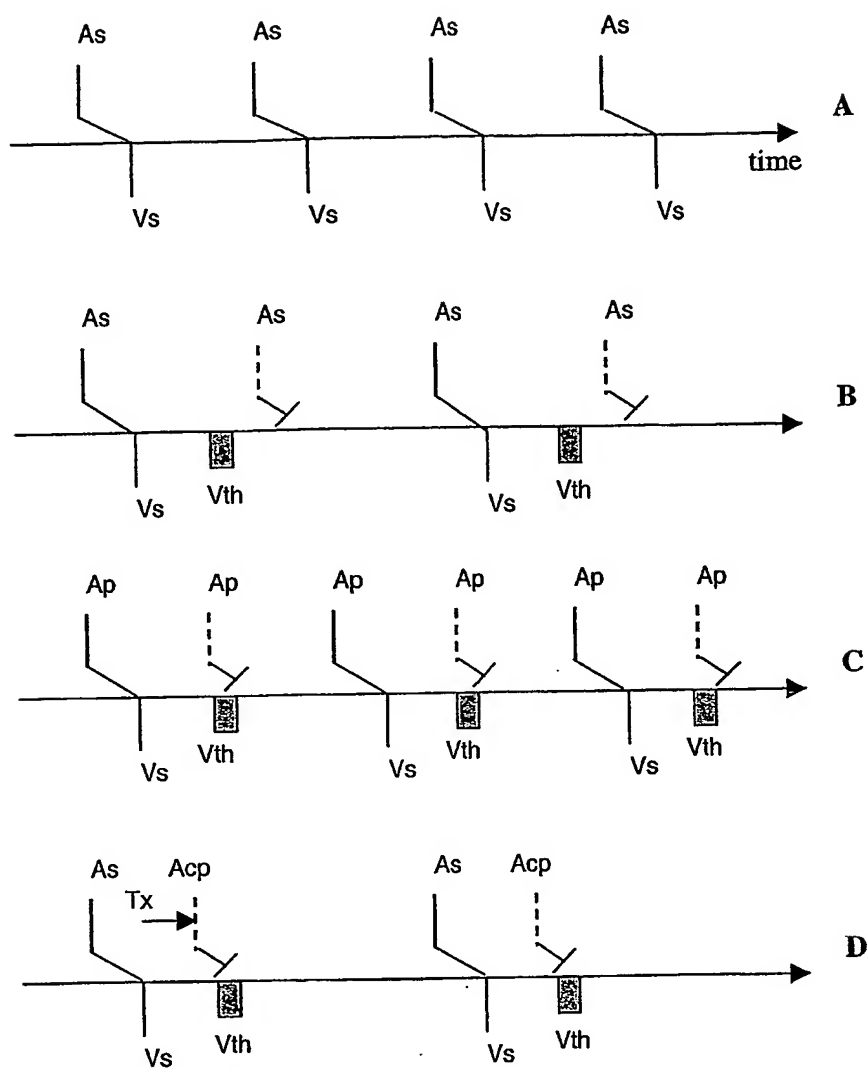 As As As As
A
time
Vs Vs Vs Vs
As As As As
B
Vs Vth Vs Vth
Ap Ap Ap Ap Ap Ap
C
Vs Vth Vs Vth Vs Vth
As Acp As Acp
Tx
D
Vs Vth Vs Vth